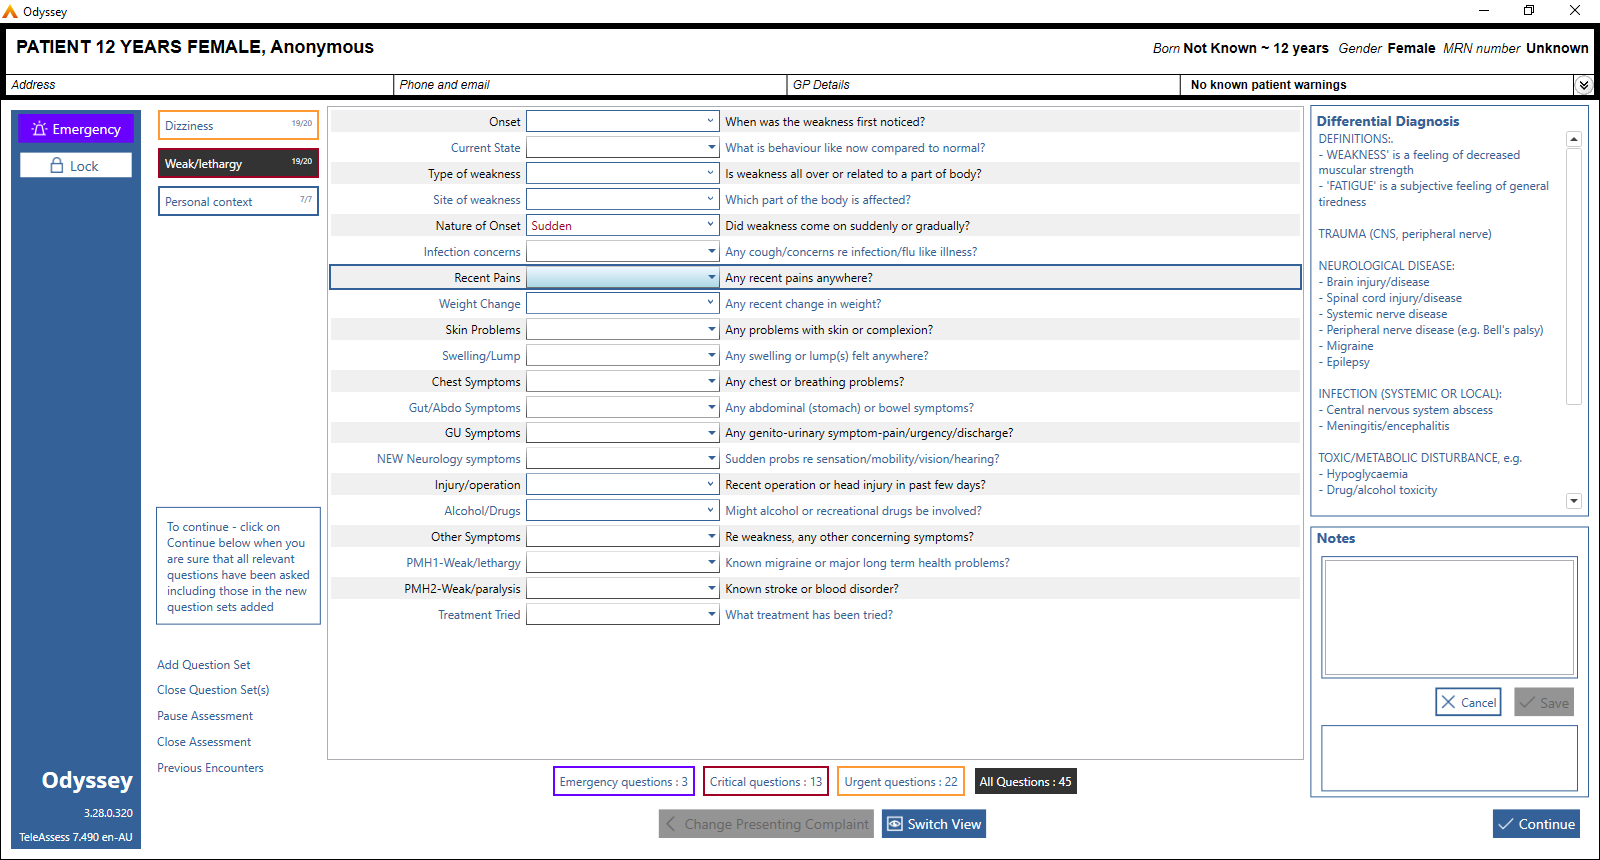 Odyssey
PATIENT 12 YEARS FEMALE, Anonymous
Born Not Known ~ 12 years Gender Female MRN number Unknown
Address
Phone and email
GP Details
No known patient warnings
Emergency
Lock
Dizziness 19/20
Weak/lethargy 19/20
Personal context 7/7
To continue - click on
Continue below when you
are sure that all relevant
questions have been asked
including those in the new
question sets added
Add Question Set
Close Question Set(s)
Pause Assessment
Close Assessment
Previous Encounters
Odyssey
3.28.0.320
TeleAssess 7.490 en-AU
Onset When was the weakness first noticed?
Current State What is behaviour like now compared to normal?
Type of weakness Is weakness all over or related to a part of body?
Site of weakness Which part of the body is affected?
Nature of Onset Sudden Did weakness come on suddenly or gradually?
Infection concerns Any cough/concerns re infection/flu like illness?
Recent Pains Any recent pains anywhere?
Weight Change Any recent change in weight?
Skin Problems Any problems with skin or complexion?
Swelling/Lump Any swelling or lump(s) felt anywhere?
Chest Symptoms Any chest or breathing problems?
Gut/Abdo Symptoms Any abdominal (stomach) or bowel symptoms?
GU Symptoms Any genito-urinary symptom-pain/urgency/discharge?
NEW Neurology symptoms Sudden probs re sensation/mobility/vision/hearing?
Injury/operation Recent operation or head injury in past few days?
Alcohol/Drugs Might alcohol or recreational drugs be involved?
Other Symptoms Re weakness, any other concerning symptoms?
PMH1-Weak/lethargy Known migraine or major long term health problems?
PMH2-Weak/paralysis Known stroke or blood disorder?
Treatment Tried What treatment has been tried?
Emergency questions : 3
Critical questions : 13
Urgent questions : 22
All Questions : 45
Change Presenting Complaint
Switch View
Differential Diagnosis
DEFINITIONS:.
- WEAKNESS' is a feeling of decreased
muscular strength
- 'FATIGUE' is a subjective feeling of general
tiredness
TRAUMA (CNS, peripheral nerve)
NEUROLOGICAL DISEASE:
- Brain injury/disease
- Spinal cord injury/disease
- Systemic nerve disease
- Peripheral nerve disease (e.g. Bell's palsy)
- Migraine
- Epilepsy
INFECTION (SYSTEMIC OR LOCAL):
- Central nervous system abscess
- Meningitis/encephalitis
TOXIC/METABOLIC DISTURBANCE, e.g.
- Hypoglycaemia
- Drug/alcohol toxicity
Notes
Cancel
Save
Continue